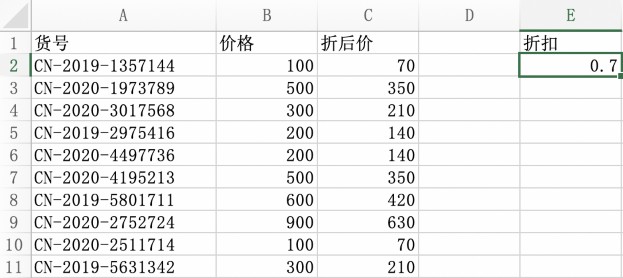 A B C D E
1 货号 价格 折后价 折扣
2 CN-2019-1357144 100 70 0.7
3 CN-2020-1973789 500 350
4 CN-2020-3017568 300 210
5 CN-2019-2975416 200 140
6 CN-2020-4497736 200 140
7 CN-2020-4195213 500 350
8 CN-2019-5801711 600 420
9 CN-2020-2752724 900 630
10 CN-2020-2511714 100 70
11 CN-2019-5631342 300 210